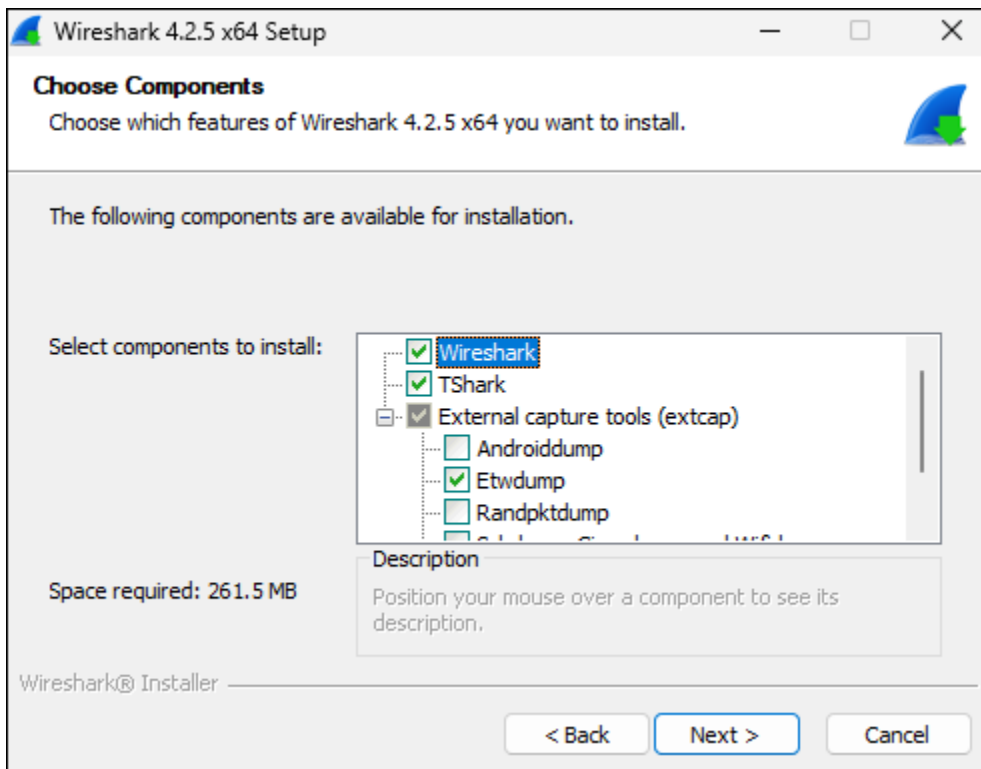 Wireshark 4.2.5 x64 Setup
Choose Components
Choose which features of Wireshark 4.2.5 x64 you want to install.
The following components are available for installation.
Select components to install:
Wireshark
TShark
External capture tools (extcap)
Androiddump
Etwdump
Randpktdump
Space required: 261.5 MB
Description
Position your mouse over a component to see its
description.
Wireshark® Installer
< Back
Next >
Cancel